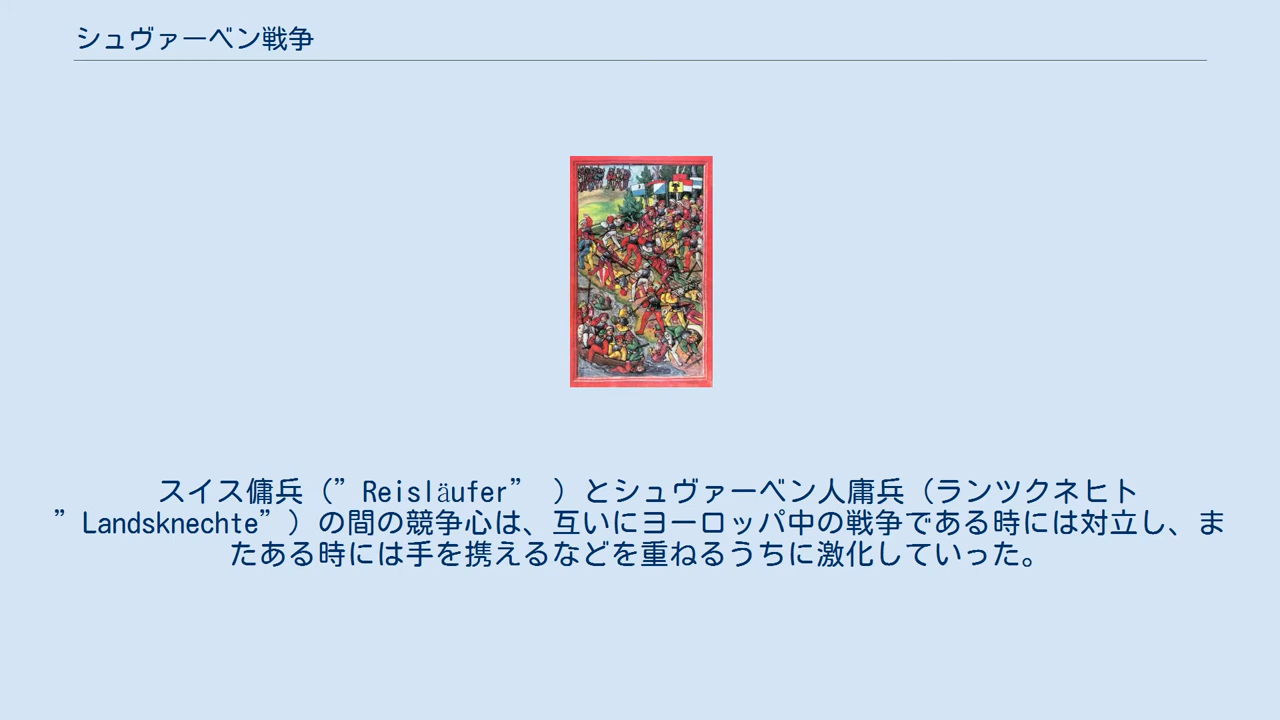 シュヴァーベン戦争
スイス傭兵（”Reisläufer” ）とシュヴァーベン人庸兵（ランツクネヒト
”Landsknechte”）の間の競争心は、互いにヨーロッパ中の戦争である時には対立し、ま
たある時には手を携えるなどを重ねるうちに激化していった。